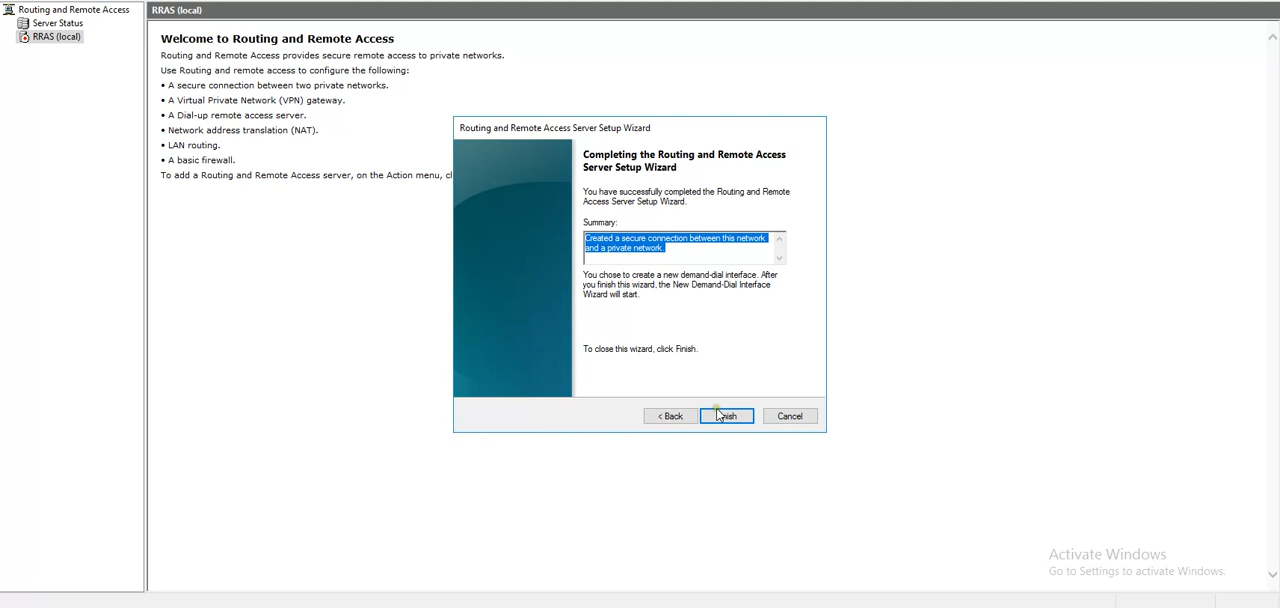 Routing and Remote Access
Server Status
RRAS (local)
RRAS (local)
Welcome to Routing and Remote Access
Routing and Remote Access provides secure remote access to private networks.
Use Routing and remote access to configure the following:
• A secure connection between two private networks.
• A Virtual Private Network (VPN) gateway.
• A Dial-up remote access server.
• Network address translation (NAT).
• LAN routing.
• A basic firewall.
To add a Routing and Remote Access server, on the Action menu, cl
Routing and Remote Access Server Setup Wizard
Completing the Routing and Remote Access
Server Setup Wizard
You have successfully completed the Routing and Remote
Access Server Setup Wizard.
Summary:
Created a secure connection between this network
and a private network.
You chose to create a new demand-dial interface. After
you finish this wizard, the New Demand-Dial Interface
Wizard will start.
To close this wizard, click Finish.
< Back
Finish
Cancel
Activate Windows
Go to Settings to activate Windows.